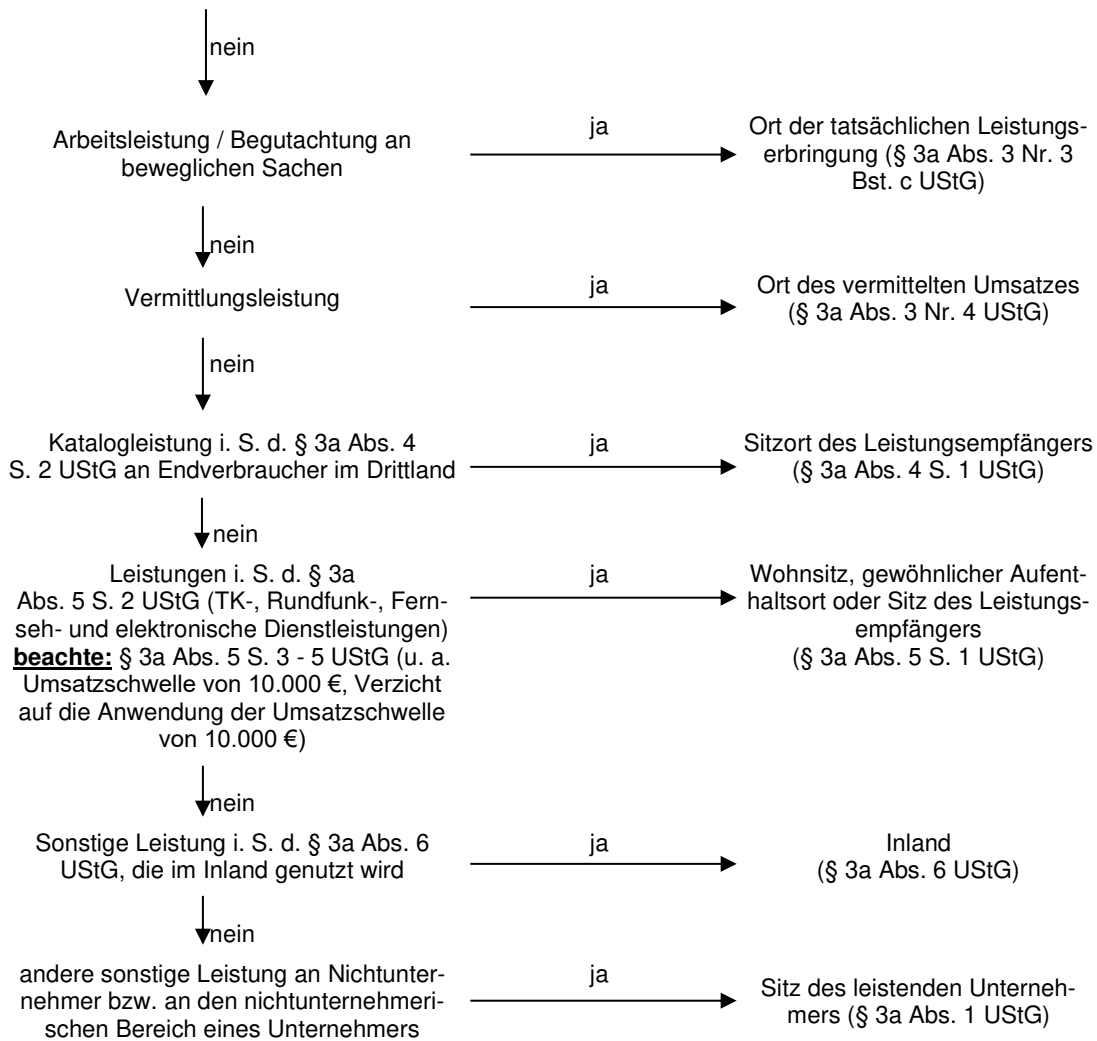 nein
Arbeitsleistung / Begutachtung an
beweglichen Sachen
ja
Ort der tatsächlichen Leistungs-
erbringung (§ 3a Abs. 3 Nr. 3
Bst. c UStG)
nein
Vermittlungsleistung
ja
Ort des vermittelten Umsatzes
(§ 3a Abs. 3 Nr. 4 UStG)
nein
Katalogleistung i. S. d. § 3a Abs. 4
S. 2 UStG an Endverbraucher im Drittland
ja
Sitzort des Leistungsempfängers
(§ 3a Abs. 4 S. 1 UStG)
nein
Leistungen i. S. d. § 3a
Abs. 5 S. 2 UStG (TK-, Rundfunk-, Fern-
seh- und elektronische Dienstleistungen)
beachte: § 3a Abs. 5 S. 3 - 5 UStG (u. a.
Umsatzschwelle von 10.000 €, Verzicht
auf die Anwendung der Umsatzschwelle
von 10.000 €)
ja
Wohnsitz, gewöhnlicher Aufent-
haltsort oder Sitz des Leistungs-
empfängers
(§ 3a Abs. 5 S. 1 UStG)
nein
Sonstige Leistung i. S. d. § 3a Abs. 6
UStG, die im Inland genutzt wird
ja
Inland
(§ 3a Abs. 6 UStG)
nein
andere sonstige Leistung an Nichtunter-
nehmer bzw. an den nichtunternehmeri-
schen Bereich eines Unternehmers
ja
Sitz des leistenden Unterneh-
mers (§ 3a Abs. 1 UStG)